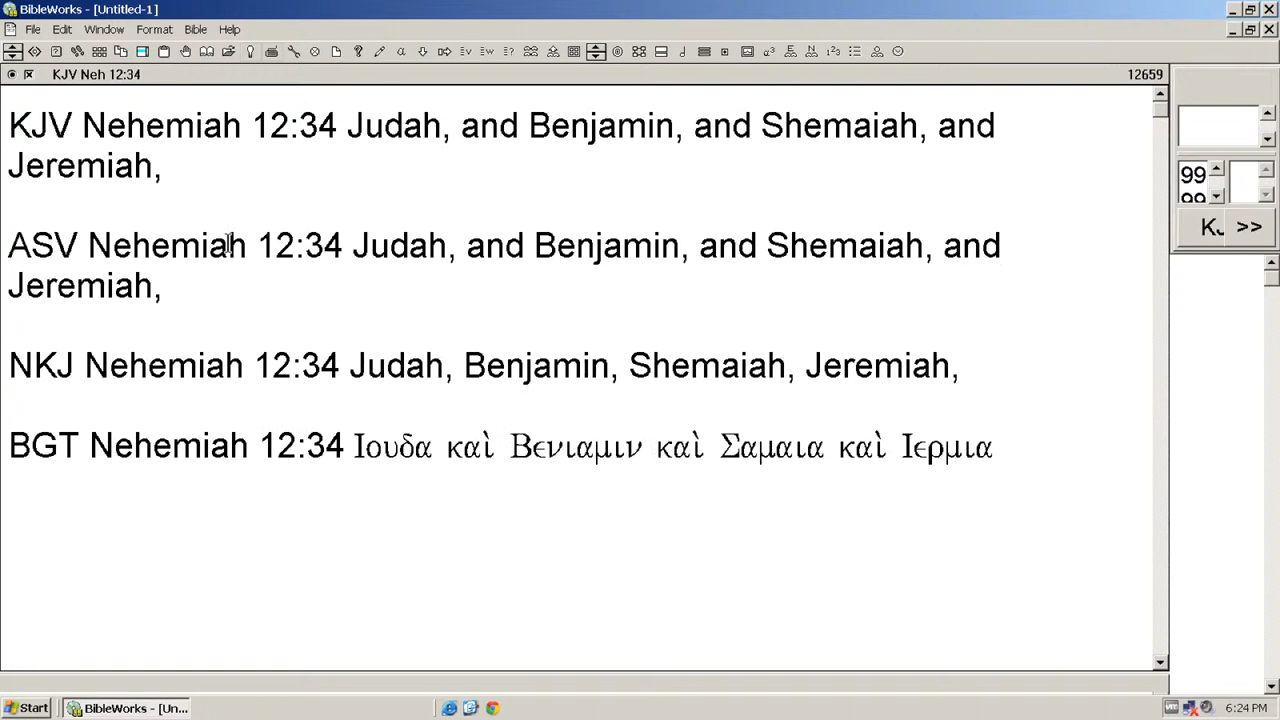 BibleWorks - [Untitled-1]
File Edit Window Format Bible Help
KJV Neh 12:34 12659
KJV Nehemiah 12:34 Judah, and Benjamin, and Shemaiah, and
Jeremiah,
ASV Nehemiah 12:34 Judah, and Benjamin, and Shemaiah, and
Jeremiah,
NKJ Nehemiah 12:34 Judah, Benjamin, Shemaiah, Jeremiah,
BGT Nehemiah 12:34 Ιουδα καὶ Βενιαμιν καὶ Σαμαια καὶ Ιερμια
99
99
>>
Start BibleWorks - [Un... 6:24 PM